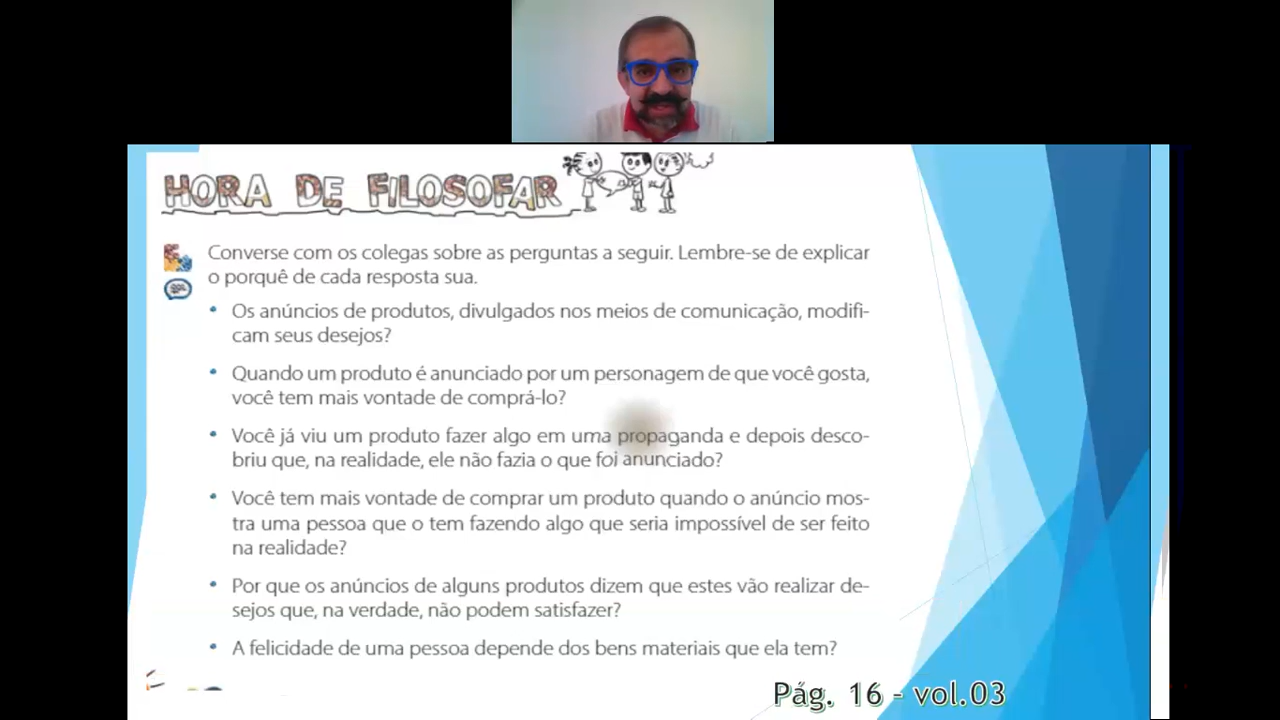 HORA DE FILOSOFAR
Converse com os colegas sobre as perguntas a seguir. Lembre-se de explicar
o porquê de cada resposta sua.
• Os anúncios de produtos, divulgados nos meios de comunicação, modifi-
cam seus desejos?
• Quando um produto é anunciado por um personagem de que você gosta,
você tem mais vontade de comprá-lo?
• Você já viu um produto fazer algo em uma propaganda e depois desco-
briu que, na realidade, ele não fazia o que foi anunciado?
• Você tem mais vontade de comprar um produto quando o anúncio mos-
tra uma pessoa que o tem fazendo algo que seria impossível de ser feito
na realidade?
• Por que os anúncios de alguns produtos dizem que estes vão realizar de-
sejos que, na verdade, não podem satisfazer?
• A felicidade de uma pessoa depende dos bens materiais que ela tem?
Pág. 16 - vol.03